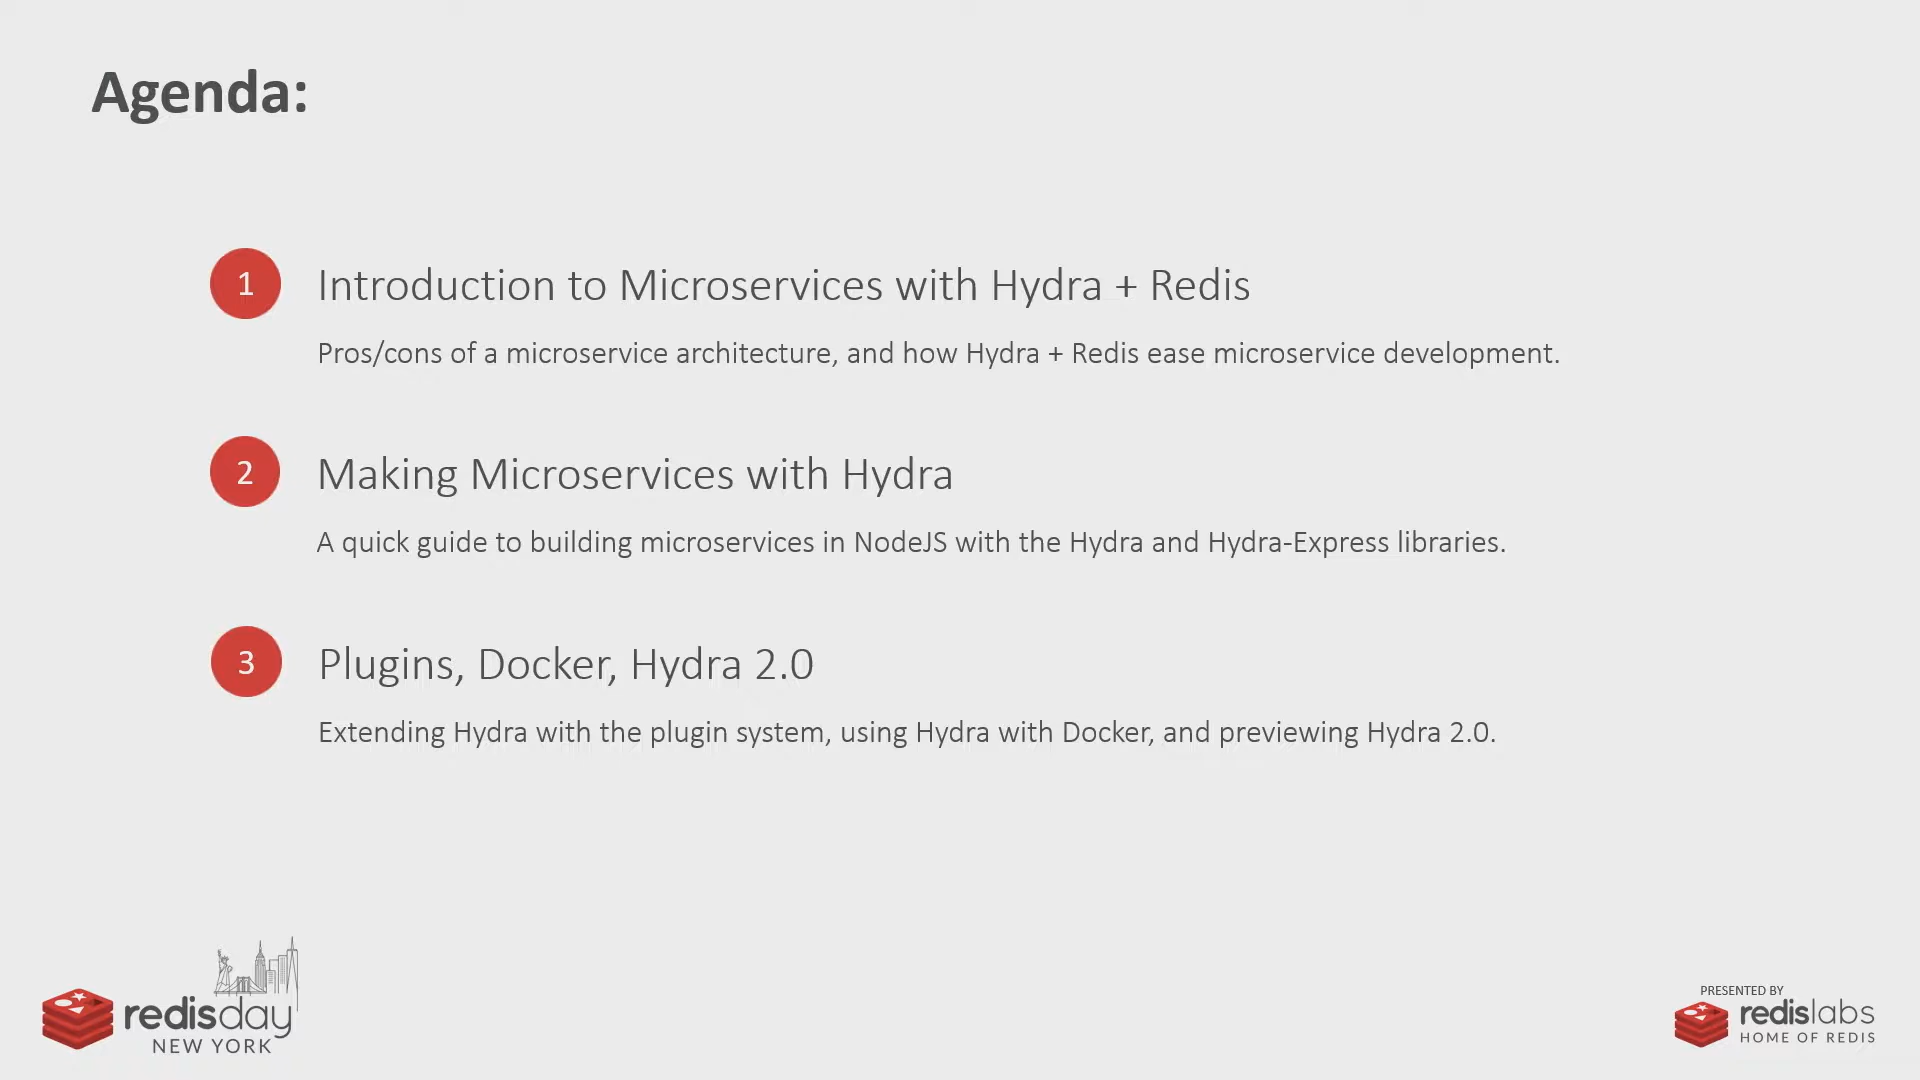 Agenda:
1
Introduction to Microservices with Hydra + Redis
Pros/cons of a microservice architecture, and how Hydra + Redis ease microservice development.
2
Making Microservices with Hydra
A quick guide to building microservices in NodeJS with the Hydra and Hydra-Express libraries.
3
Plugins, Docker, Hydra 2.0
Extending Hydra with the plugin system, using Hydra with Docker, and previewing Hydra 2.0.
redisday
NEW YORK
PRESENTED BY
redislabs
HOME OF REDIS